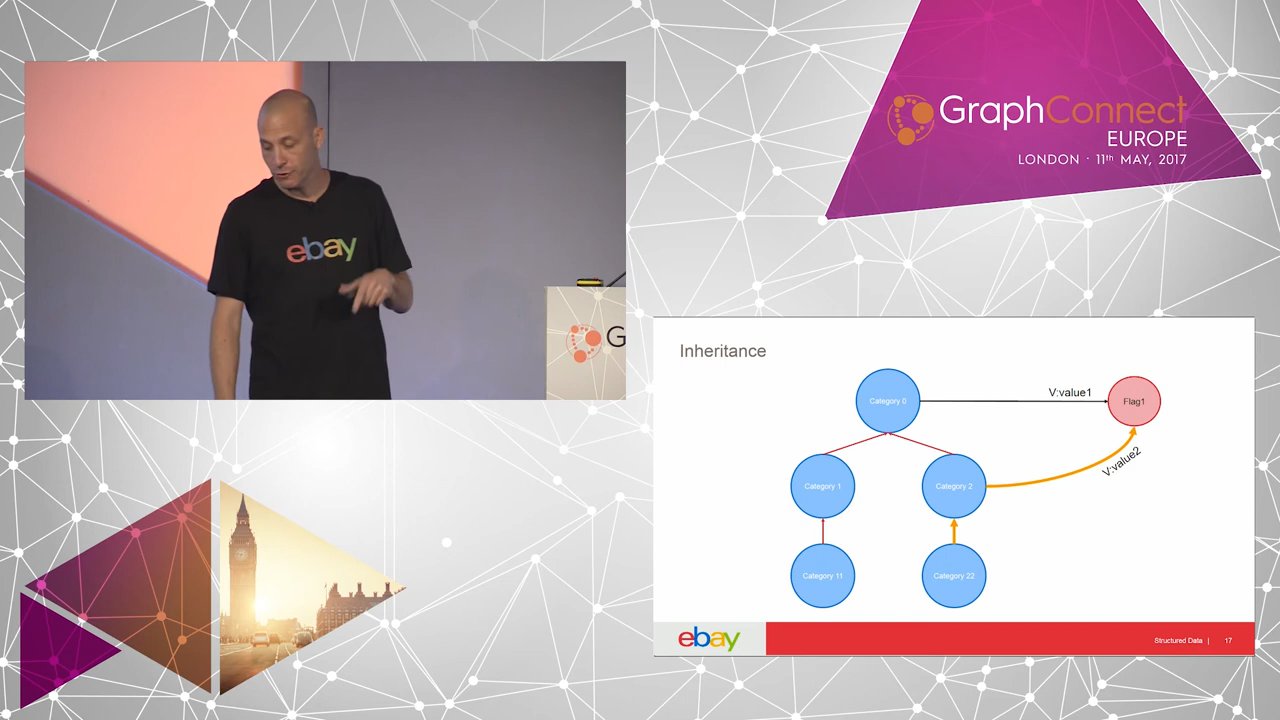 GraphConnect
EUROPE
LONDON · 11th MAY, 2017
ebay
G
Inheritance
Category 0
V:value1
Flag1
Category 1
Category 2
V:value2
Category 11
Category 22
ebay
Structured Data |
17